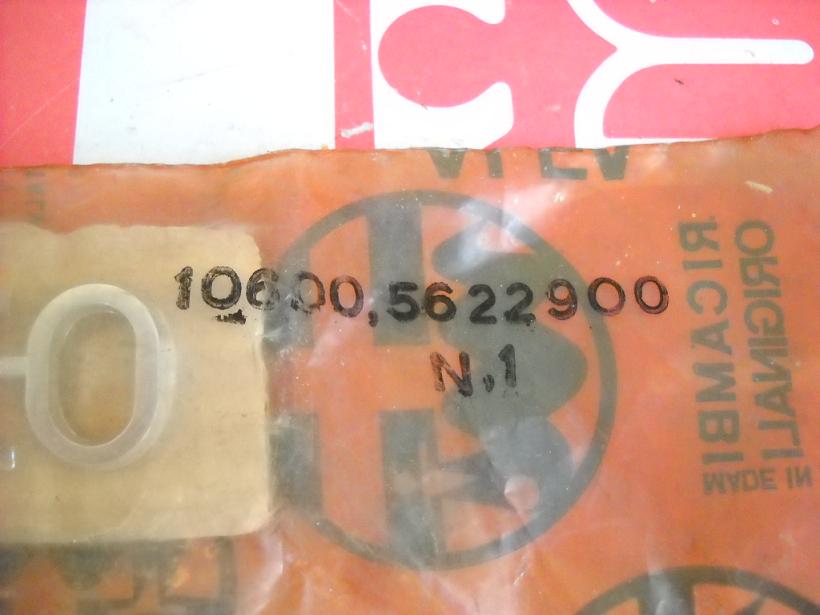 10600,5622900
N.1
RICAMBI
ORIGINALI
MADE IN